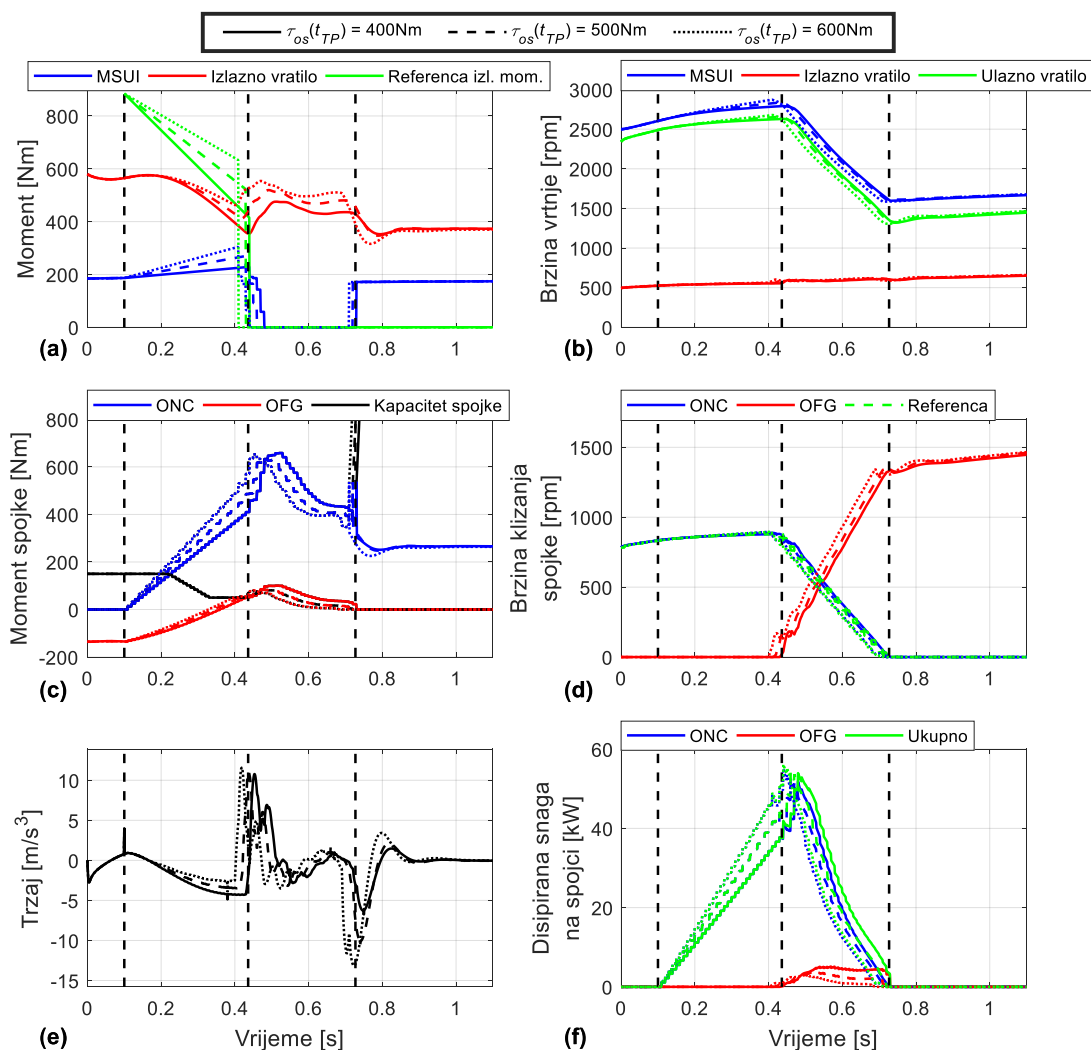 τos(tTP) = 400Nm τos(tTP) = 500Nm τos(tTP) = 600Nm
MSUI Izlazno vratilo Referenca izl. mom.
Moment [Nm]
800
600
400
200
0
0 0.2 0.4 0.6 0.8 1
(a)
MSUI Izlazno vratilo Ulazno vratilo
Brzina vrtnje [rpm]
3000
2500
2000
1500
1000
500
0
0 0.2 0.4 0.6 0.8 1
(b)
ONC OFG Kapacitet spojke
Moment spojke [Nm]
800
600
400
200
0
-200
0 0.2 0.4 0.6 0.8 1
(c)
ONC OFG Referenca
Brzina klizanja
spojke [rpm]
1500
1000
500
0
0 0.2 0.4 0.6 0.8 1
(d)
Trzaj [m/s³]
10
5
0
-5
-10
-15
0 0.2 0.4 0.6 0.8 1
Vrijeme [s]
(e)
ONC OFG Ukupno
Disipirana snaga
na spojci [kW]
60
40
20
0
0 0.2 0.4 0.6 0.8 1
Vrijeme [s]
(f)